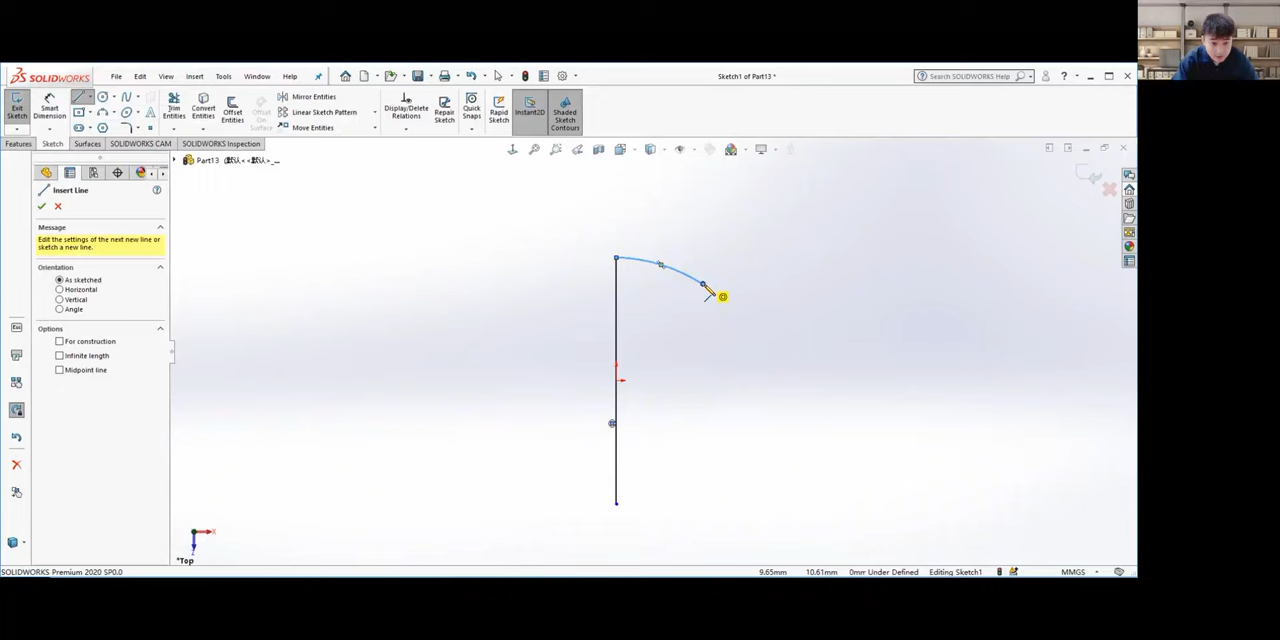 SOLIDWORKS File Edit View Insert Tools Window Help Sketch1 of Part13 * Search SOLIDWORKS Help ?
Exit Sketch Smart Dimension Trim Entities Convert Entities Offset Entities Offset On Surface Mirror Entities Display/Delete Relations Repair Sketch Quick Snaps Rapid Sketch Instant2D Shaded Sketch Contours
Linear Sketch Pattern
Move Entities
Features Sketch Surfaces SOLIDWORKS CAM SOLIDWORKS Inspection
Part13
Insert Line
Message
Edit the settings of the next new line or
sketch a new line.
Orientation
As sketched
Horizontal
Vertical
Angle
Options
For construction
Infinite length
Midpoint line
Esc
X
Z
*Top
SOLIDWORKS Premium 2020 SP0.0 9.65mm 10.61mm 0mm Under Defined Editing Sketch1 MMGS